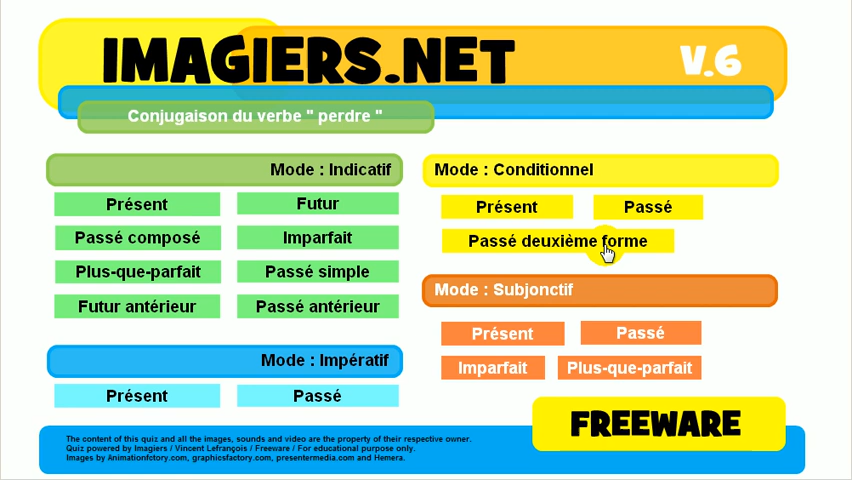 IMAGIERS.NET
V.6
Conjugaison du verbe " perdre "
Mode : Indicatif
Présent
Futur
Passé composé
Imparfait
Plus-que-parfait
Passé simple
Futur antérieur
Passé antérieur
Mode : Impératif
Présent
Passé
Mode : Conditionnel
Présent
Passé
Passé deuxième forme
Mode : Subjonctif
Présent
Passé
Imparfait
Plus-que-parfait
FREEWARE
The content of this quiz and all the images, sounds and video are the property of their respective owner.
Quiz powered by Imagiers / Vincent Lefrançois / Freeware / For educational purpose only.
Images by Animationfctory.com, graphicsfactory.com, presentermedia.com and Hemera.